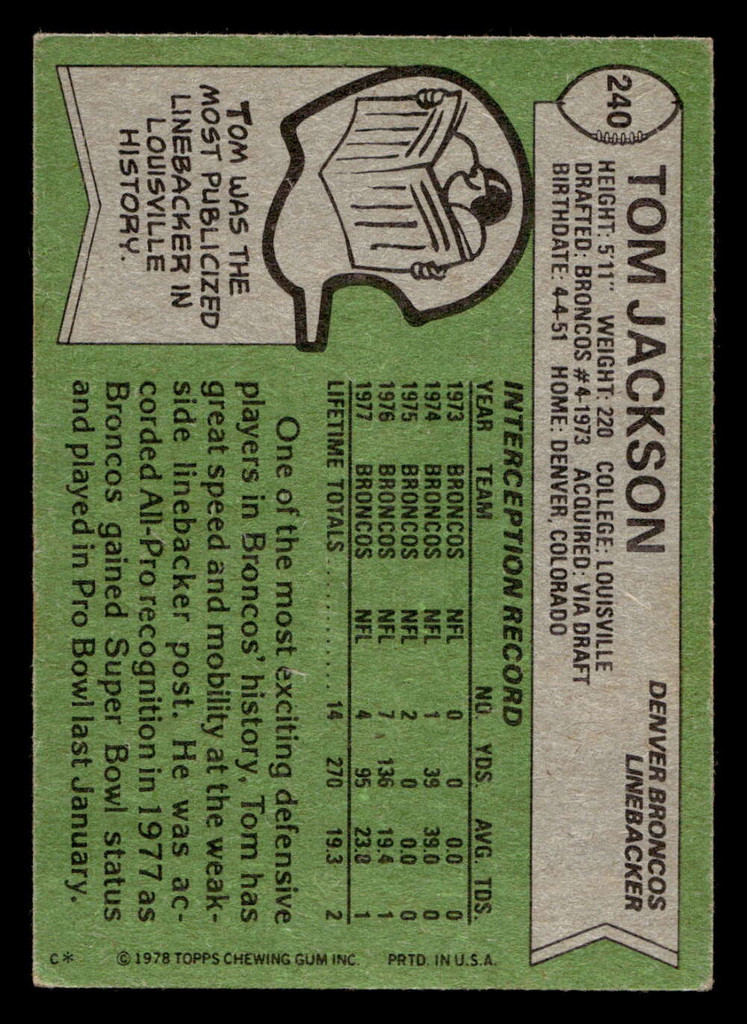 240
TOM JACKSON
DENVER BRONCOS
LINEBACKER
HEIGHT: 5'11" WEIGHT: 220 COLLEGE: LOUISVILLE
DRAFTED: BRONCOS #4-1973 ACQUIRED: VIA DRAFT
BIRTHDATE: 4-4-51 HOME: DENVER, COLORADO
TOM WAS THE
MOST PUBLICIZED
LINEBACKER IN
LOUISVILLE
HISTORY.
INTERCEPTION RECORD
YEAR TEAM NO. YDS. AVG. TDS.
1973 BRONCOS NFL 0 0 0.0 0
1974 BRONCOS NFL 1 39 39.0 0
1975 BRONCOS NFL 2 0 0.0 0
1976 BRONCOS NFL 7 136 19.4 1
1977 BRONCOS NFL 4 95 23.8 1
LIFETIME TOTALS .......... 14 270 19.3 2
One of the most exciting defensive
players in Broncos' history, Tom has
great speed and mobility at the weak-
side linebacker post. He was ac-
corded All-Pro recognition in 1977 as
Broncos gained Super Bowl status
and played in Pro Bowl last January.
C* © 1978 TOPPS CHEWING GUM INC. PRTD. IN U.S.A.